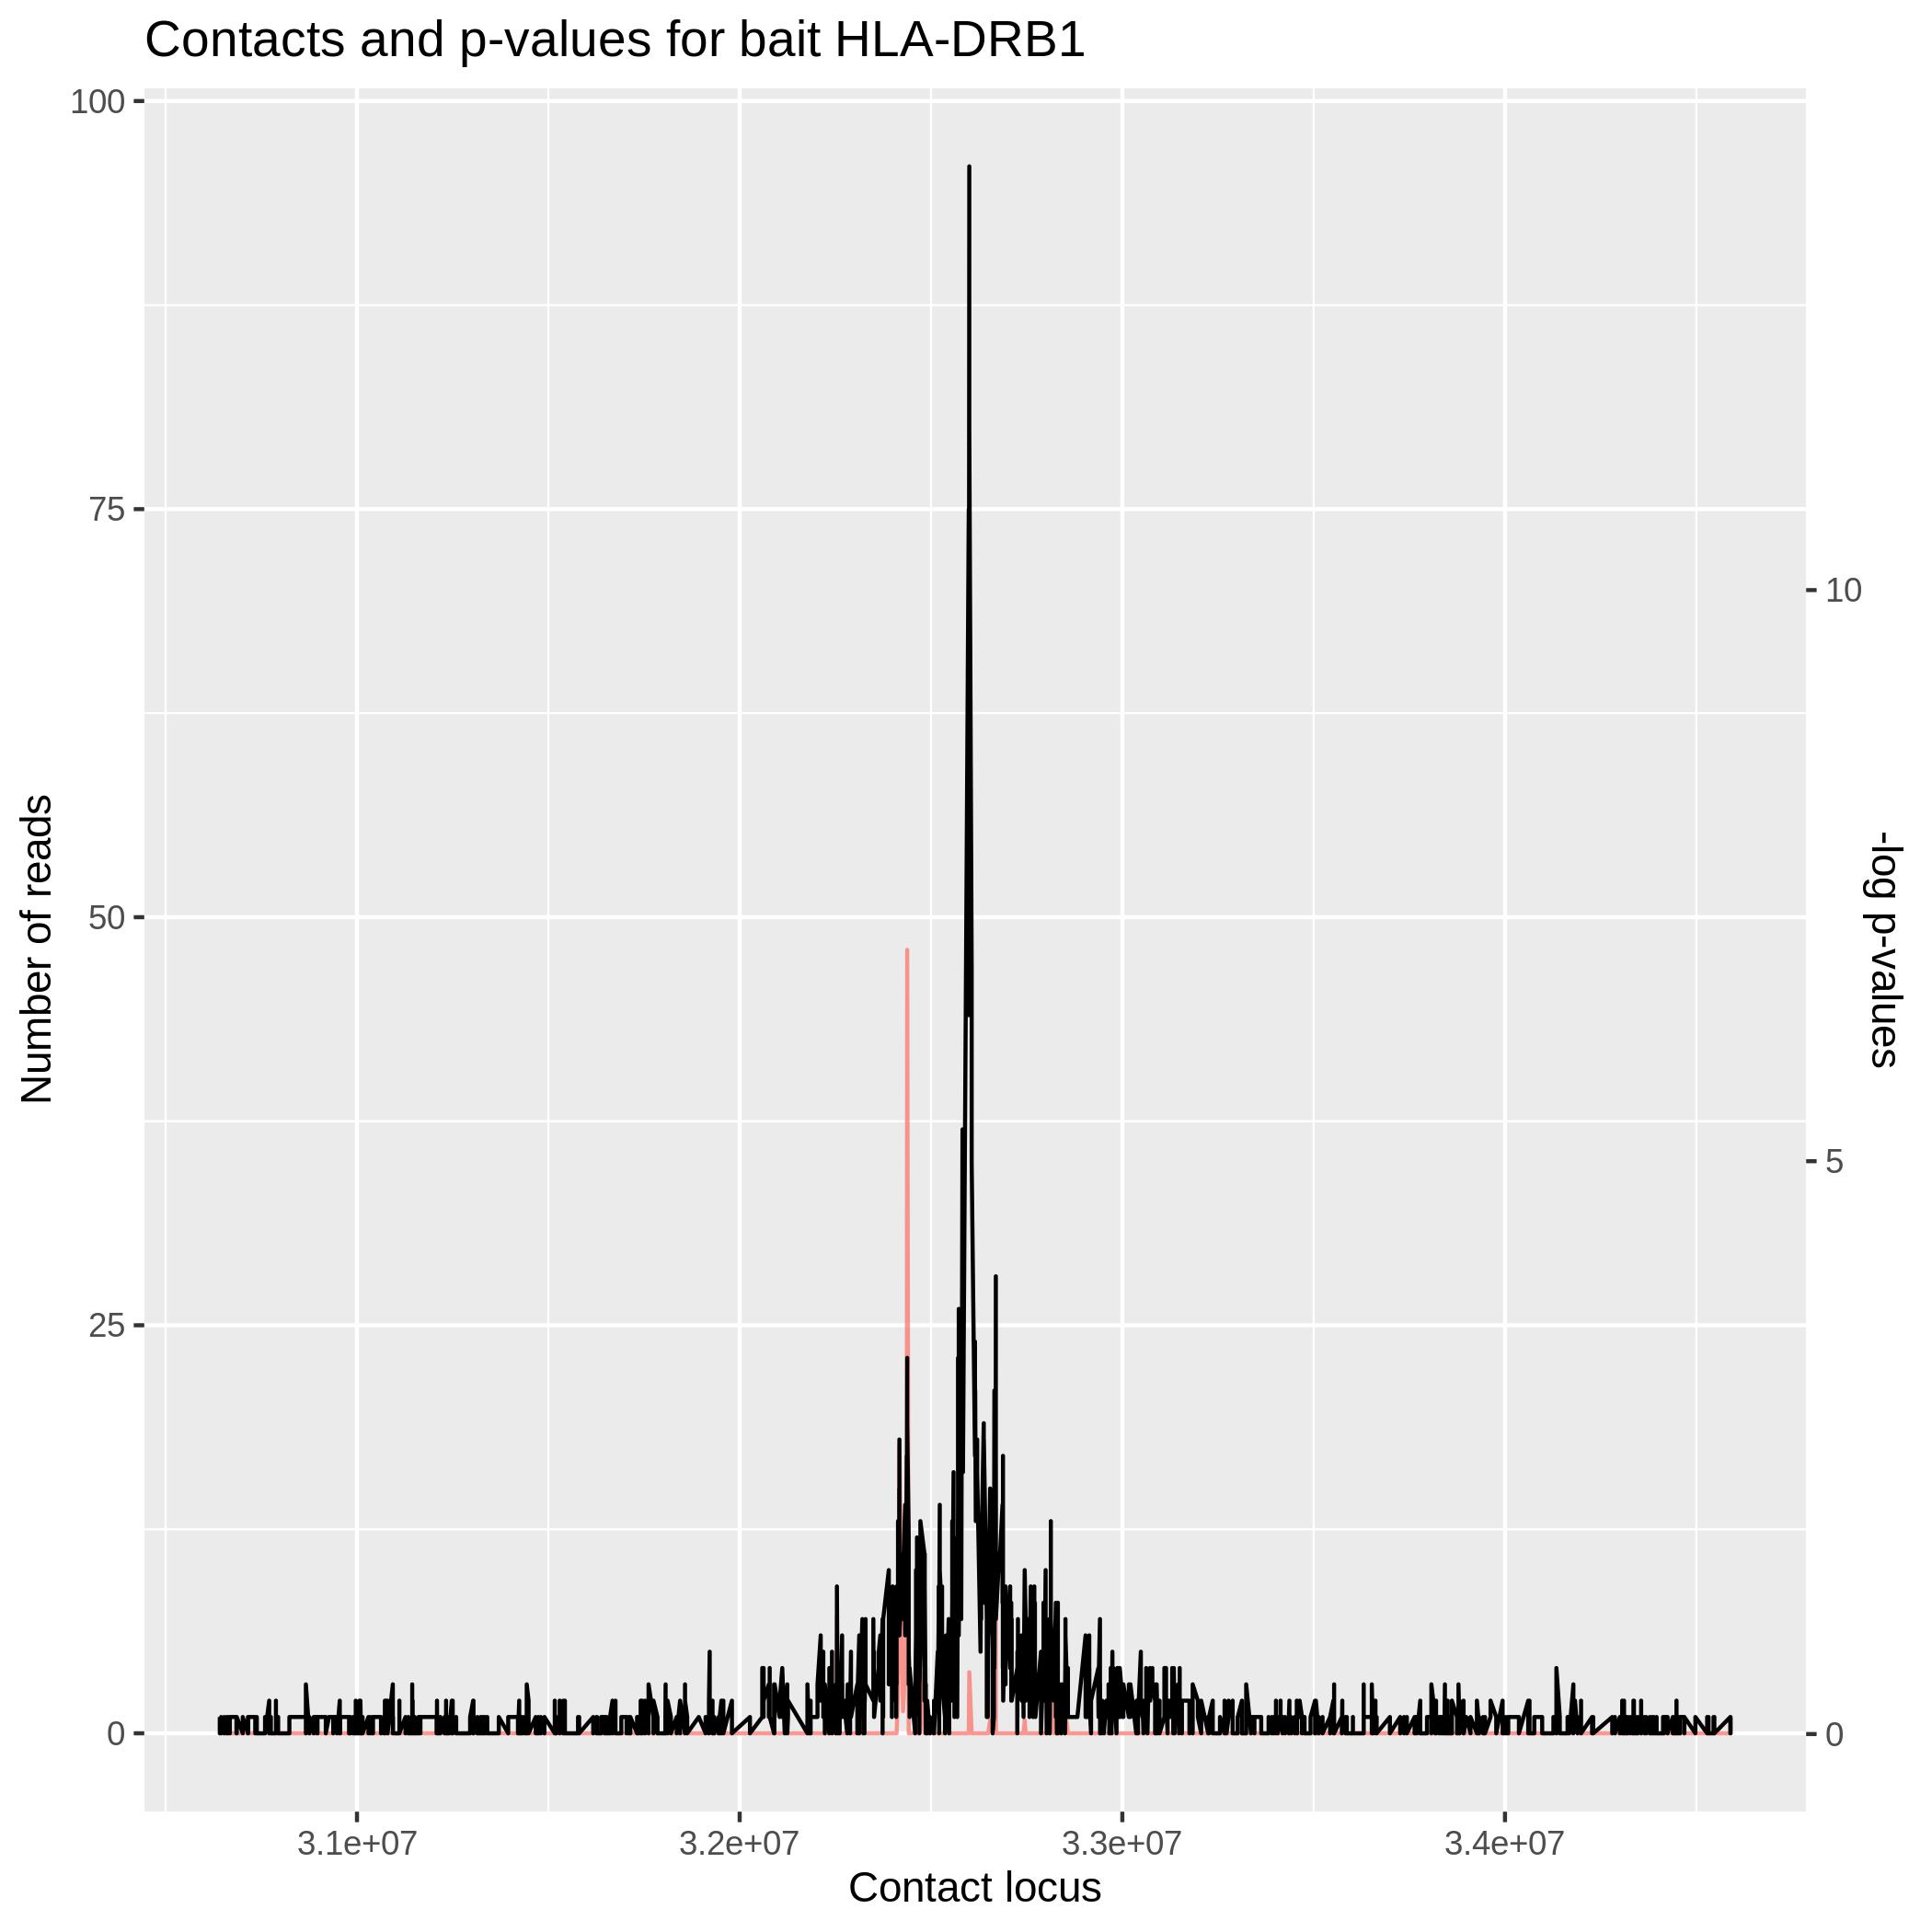 Contacts and p-values for bait HLA-DRB1
100
75
50
25
0
Number of reads
10
5
0
-log p-values
3.1e+07
3.2e+07
3.3e+07
3.4e+07
Contact locus